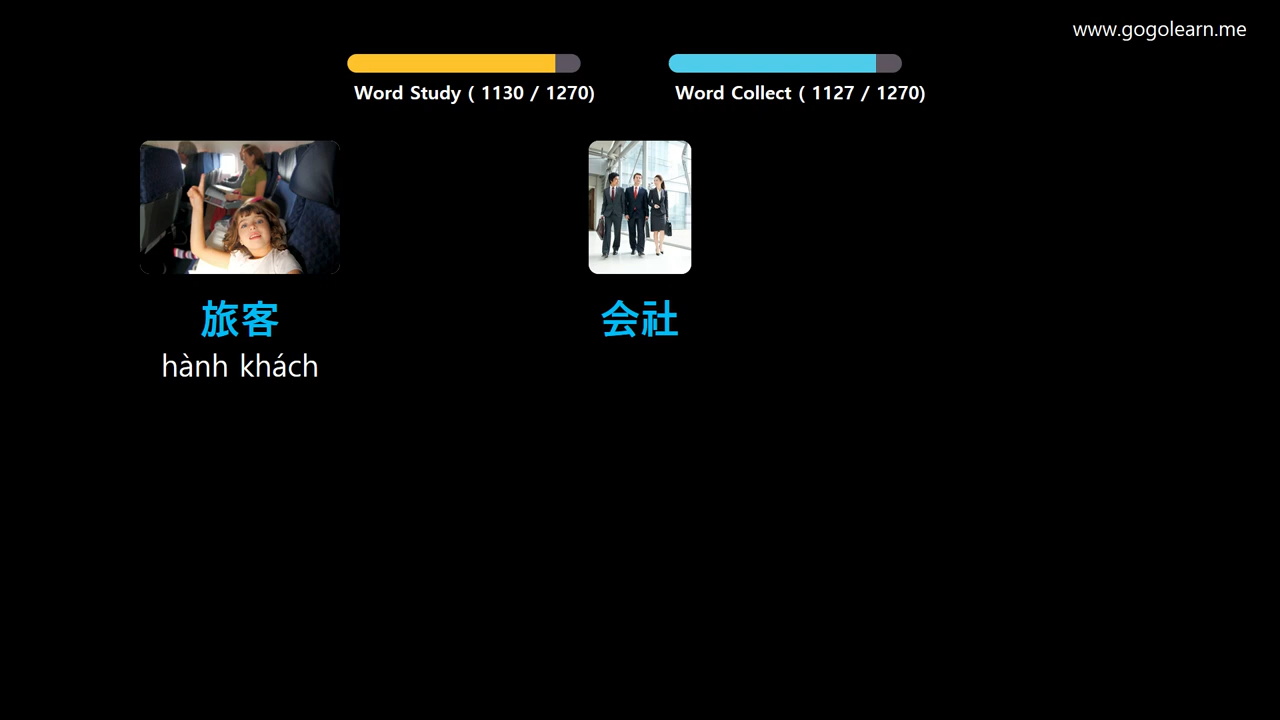 www.gogolearn.me
Word Study ( 1130 / 1270)
Word Collect ( 1127 / 1270)
旅客
会社
hành khách